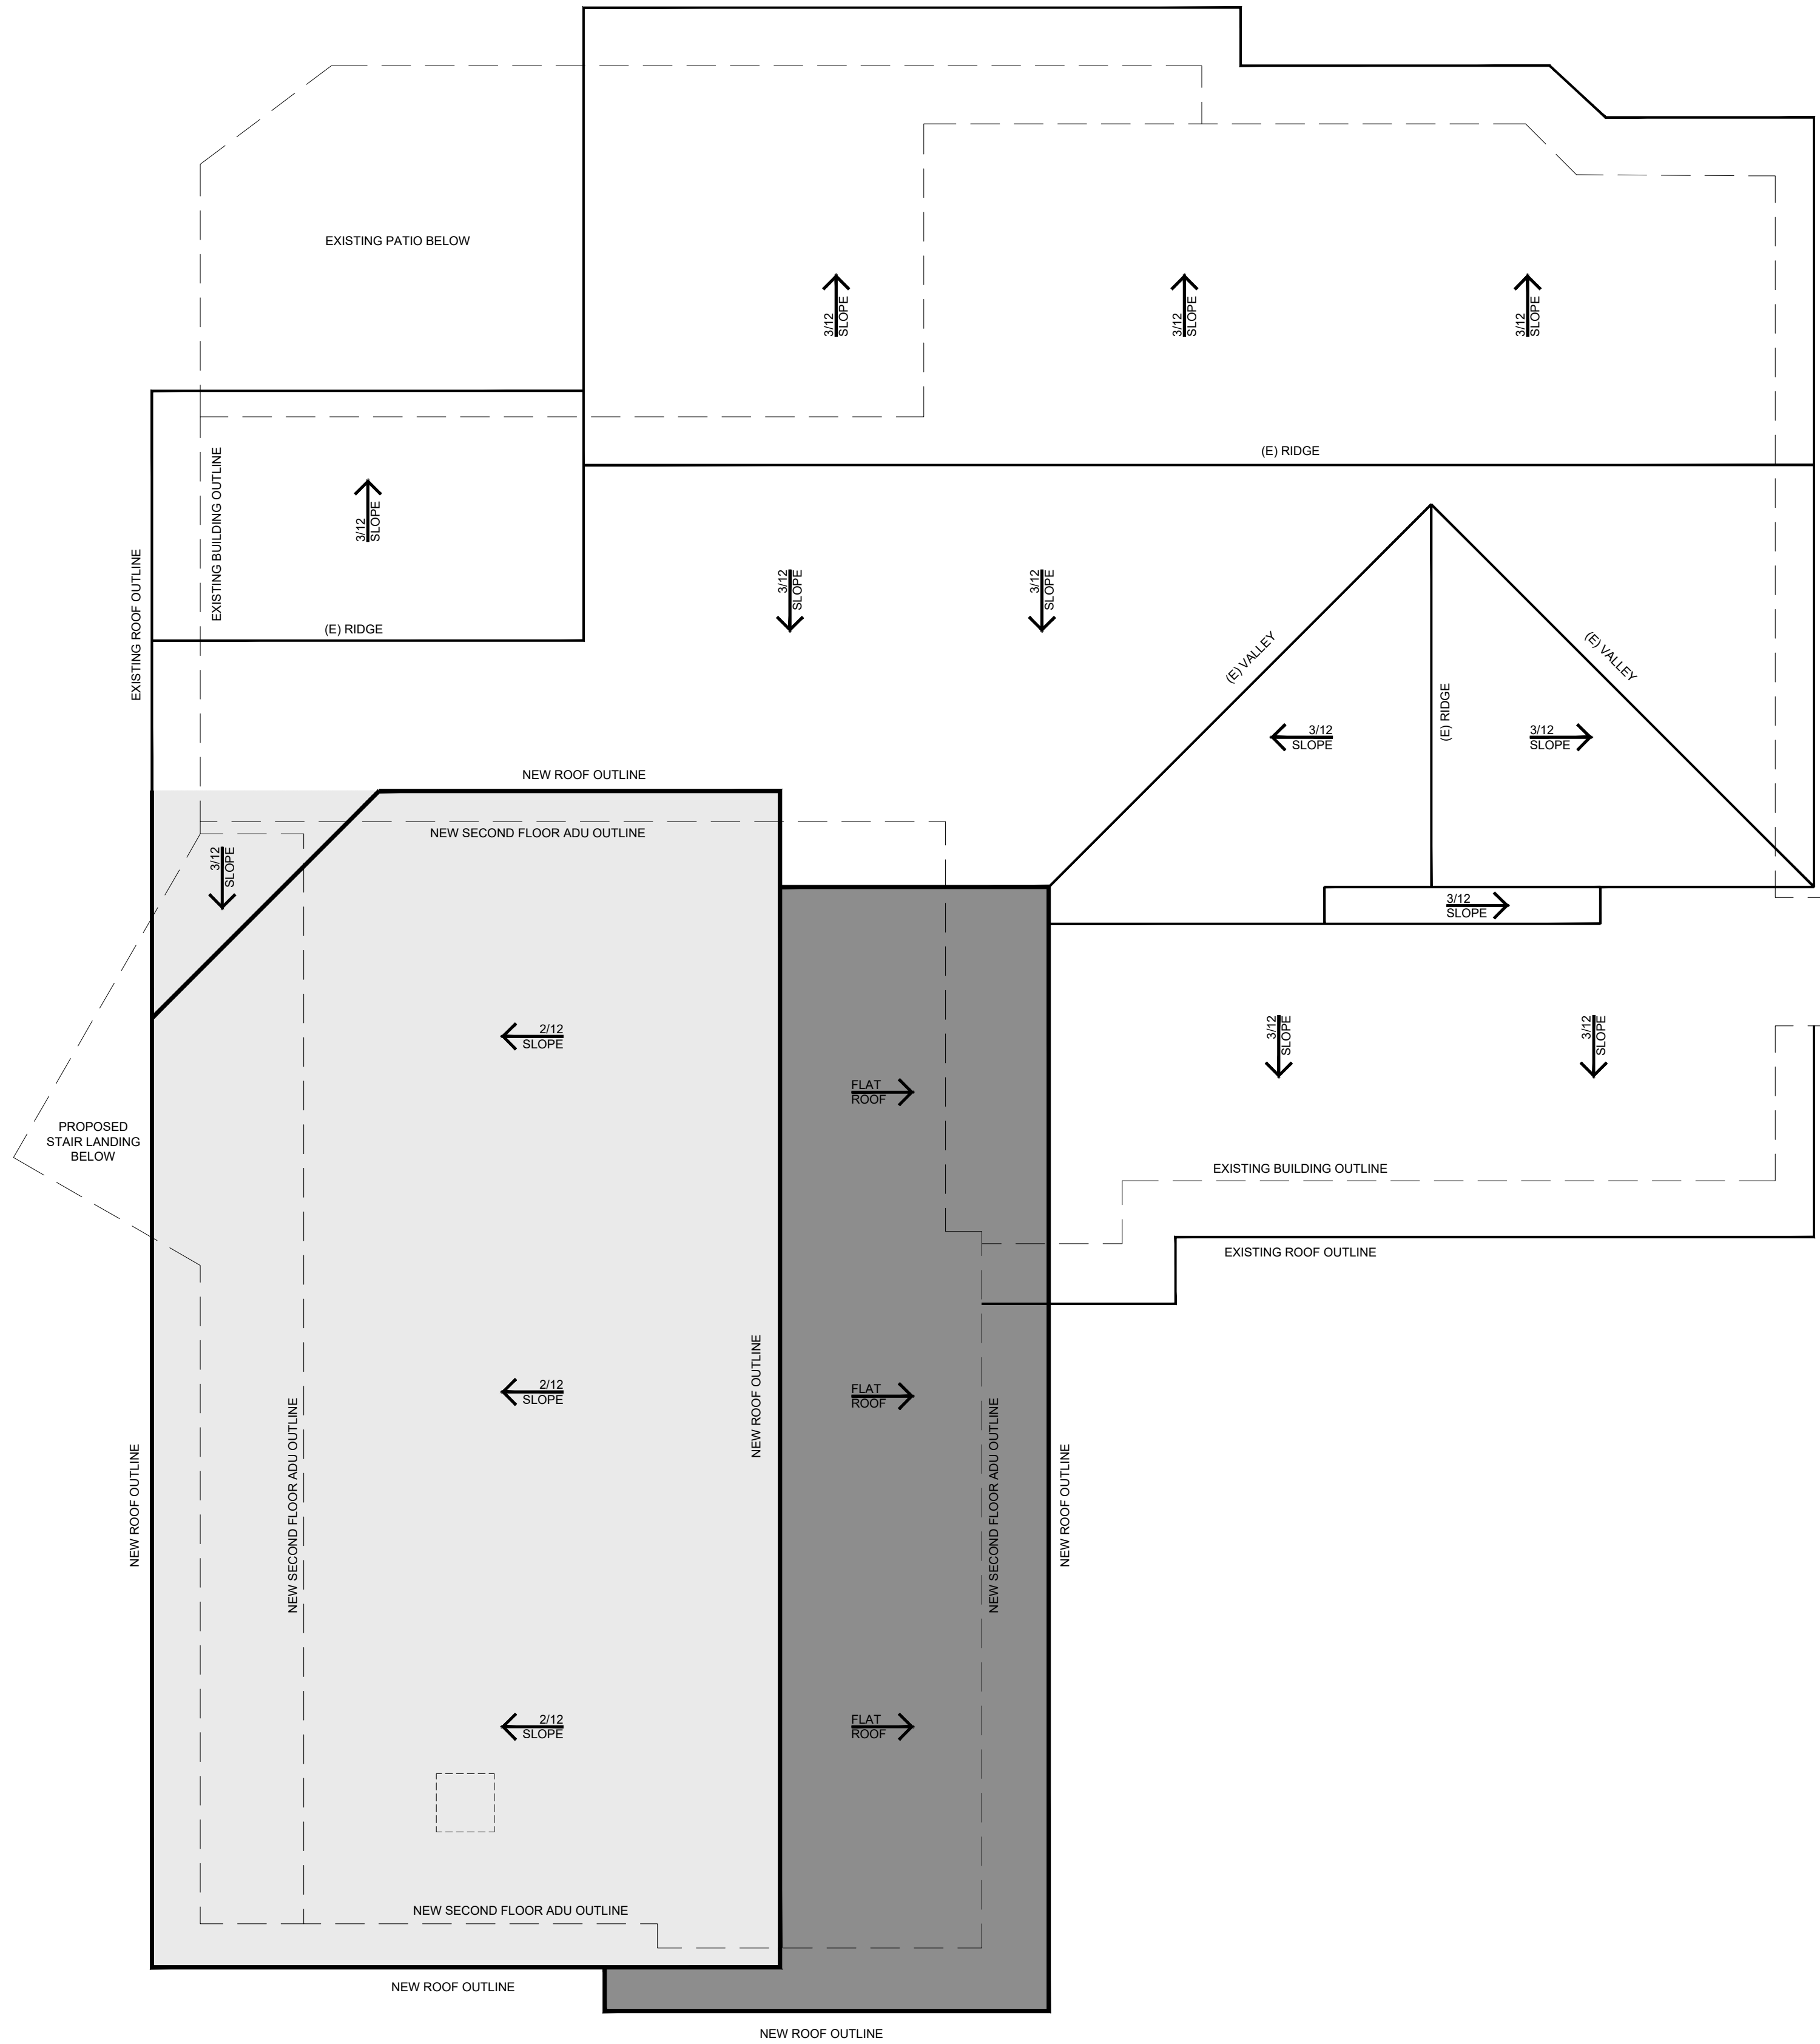 EXISTING PATIO BELOW
3/12
SLOPE
3/12
SLOPE
3/12
SLOPE
(E) RIDGE
EXISTING BUILDING OUTLINE
3/12
SLOPE
EXISTING ROOF OUTLINE
(E) RIDGE
3/12
SLOPE
3/12
SLOPE
(E) VALLEY
(E) VALLEY
(E) RIDGE
3/12
SLOPE
3/12
SLOPE
NEW ROOF OUTLINE
NEW SECOND FLOOR ADU OUTLINE
3/12
SLOPE
3/12
SLOPE
2/12
SLOPE
3/12
SLOPE
3/12
SLOPE
FLAT
ROOF
PROPOSED
STAIR LANDING
BELOW
EXISTING BUILDING OUTLINE
EXISTING ROOF OUTLINE
NEW ROOF OUTLINE
2/12
SLOPE
FLAT
ROOF
NEW ROOF OUTLINE
NEW SECOND FLOOR ADU OUTLINE
NEW SECOND FLOOR ADU OUTLINE
NEW ROOF OUTLINE
2/12
SLOPE
FLAT
ROOF
NEW SECOND FLOOR ADU OUTLINE
NEW ROOF OUTLINE
NEW ROOF OUTLINE